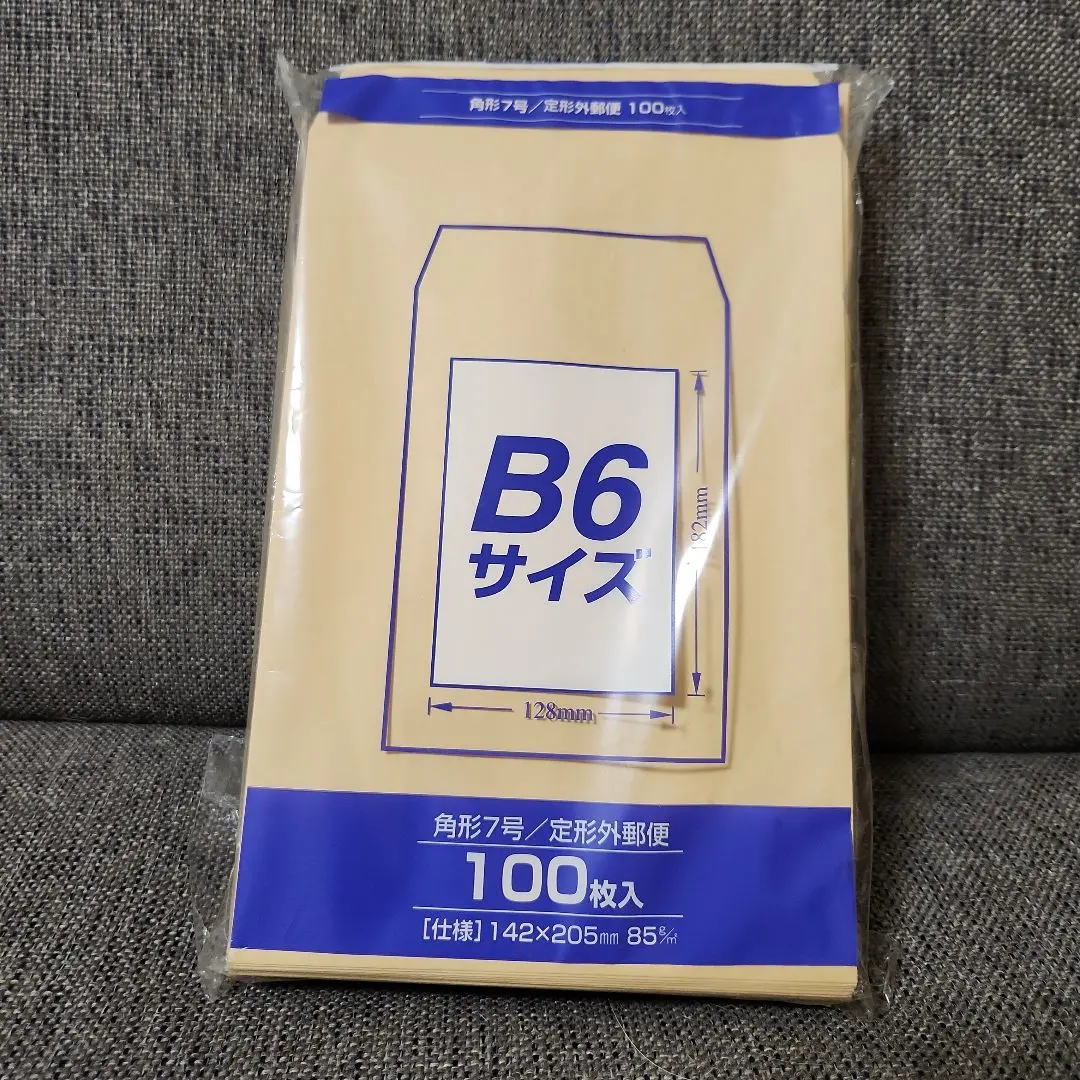 角形7号/定形外郵便 100枚入
B6
サイズ
182mm
128mm
角形7号/定形外郵便
100枚入
[仕様] 142×205mm 85g/㎡